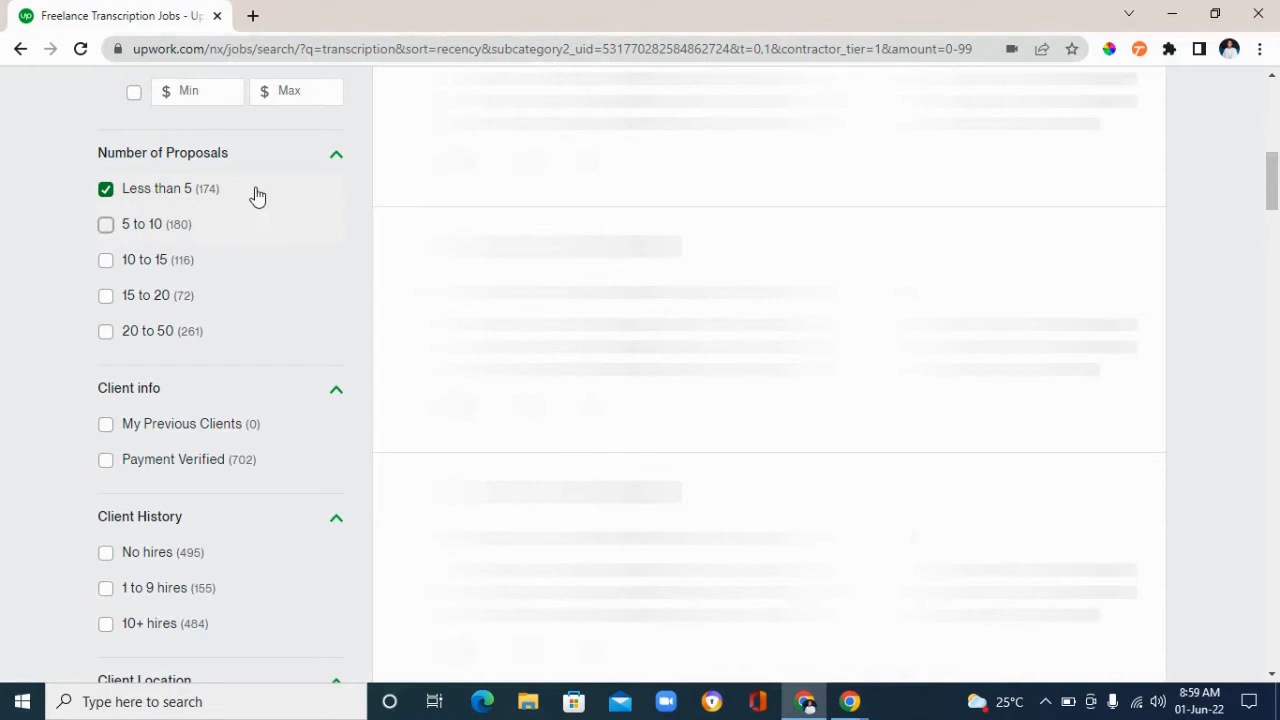 Freelance Transcription Jobs - Up
upwork.com/nx/jobs/search/?q=transcription&sort=recency&subcategory2_uid=531770282584862724&t=0,1&contractor_tier=1&amount=0-99
$ Min $ Max
Number of Proposals
Less than 5 (174)
5 to 10 (180)
10 to 15 (116)
15 to 20 (72)
20 to 50 (261)
Client info
My Previous Clients (0)
Payment Verified (702)
Client History
No hires (495)
1 to 9 hires (155)
10+ hires (484)
Client Location
Type here to search
25°C
8:59 AM
01-Jun-22